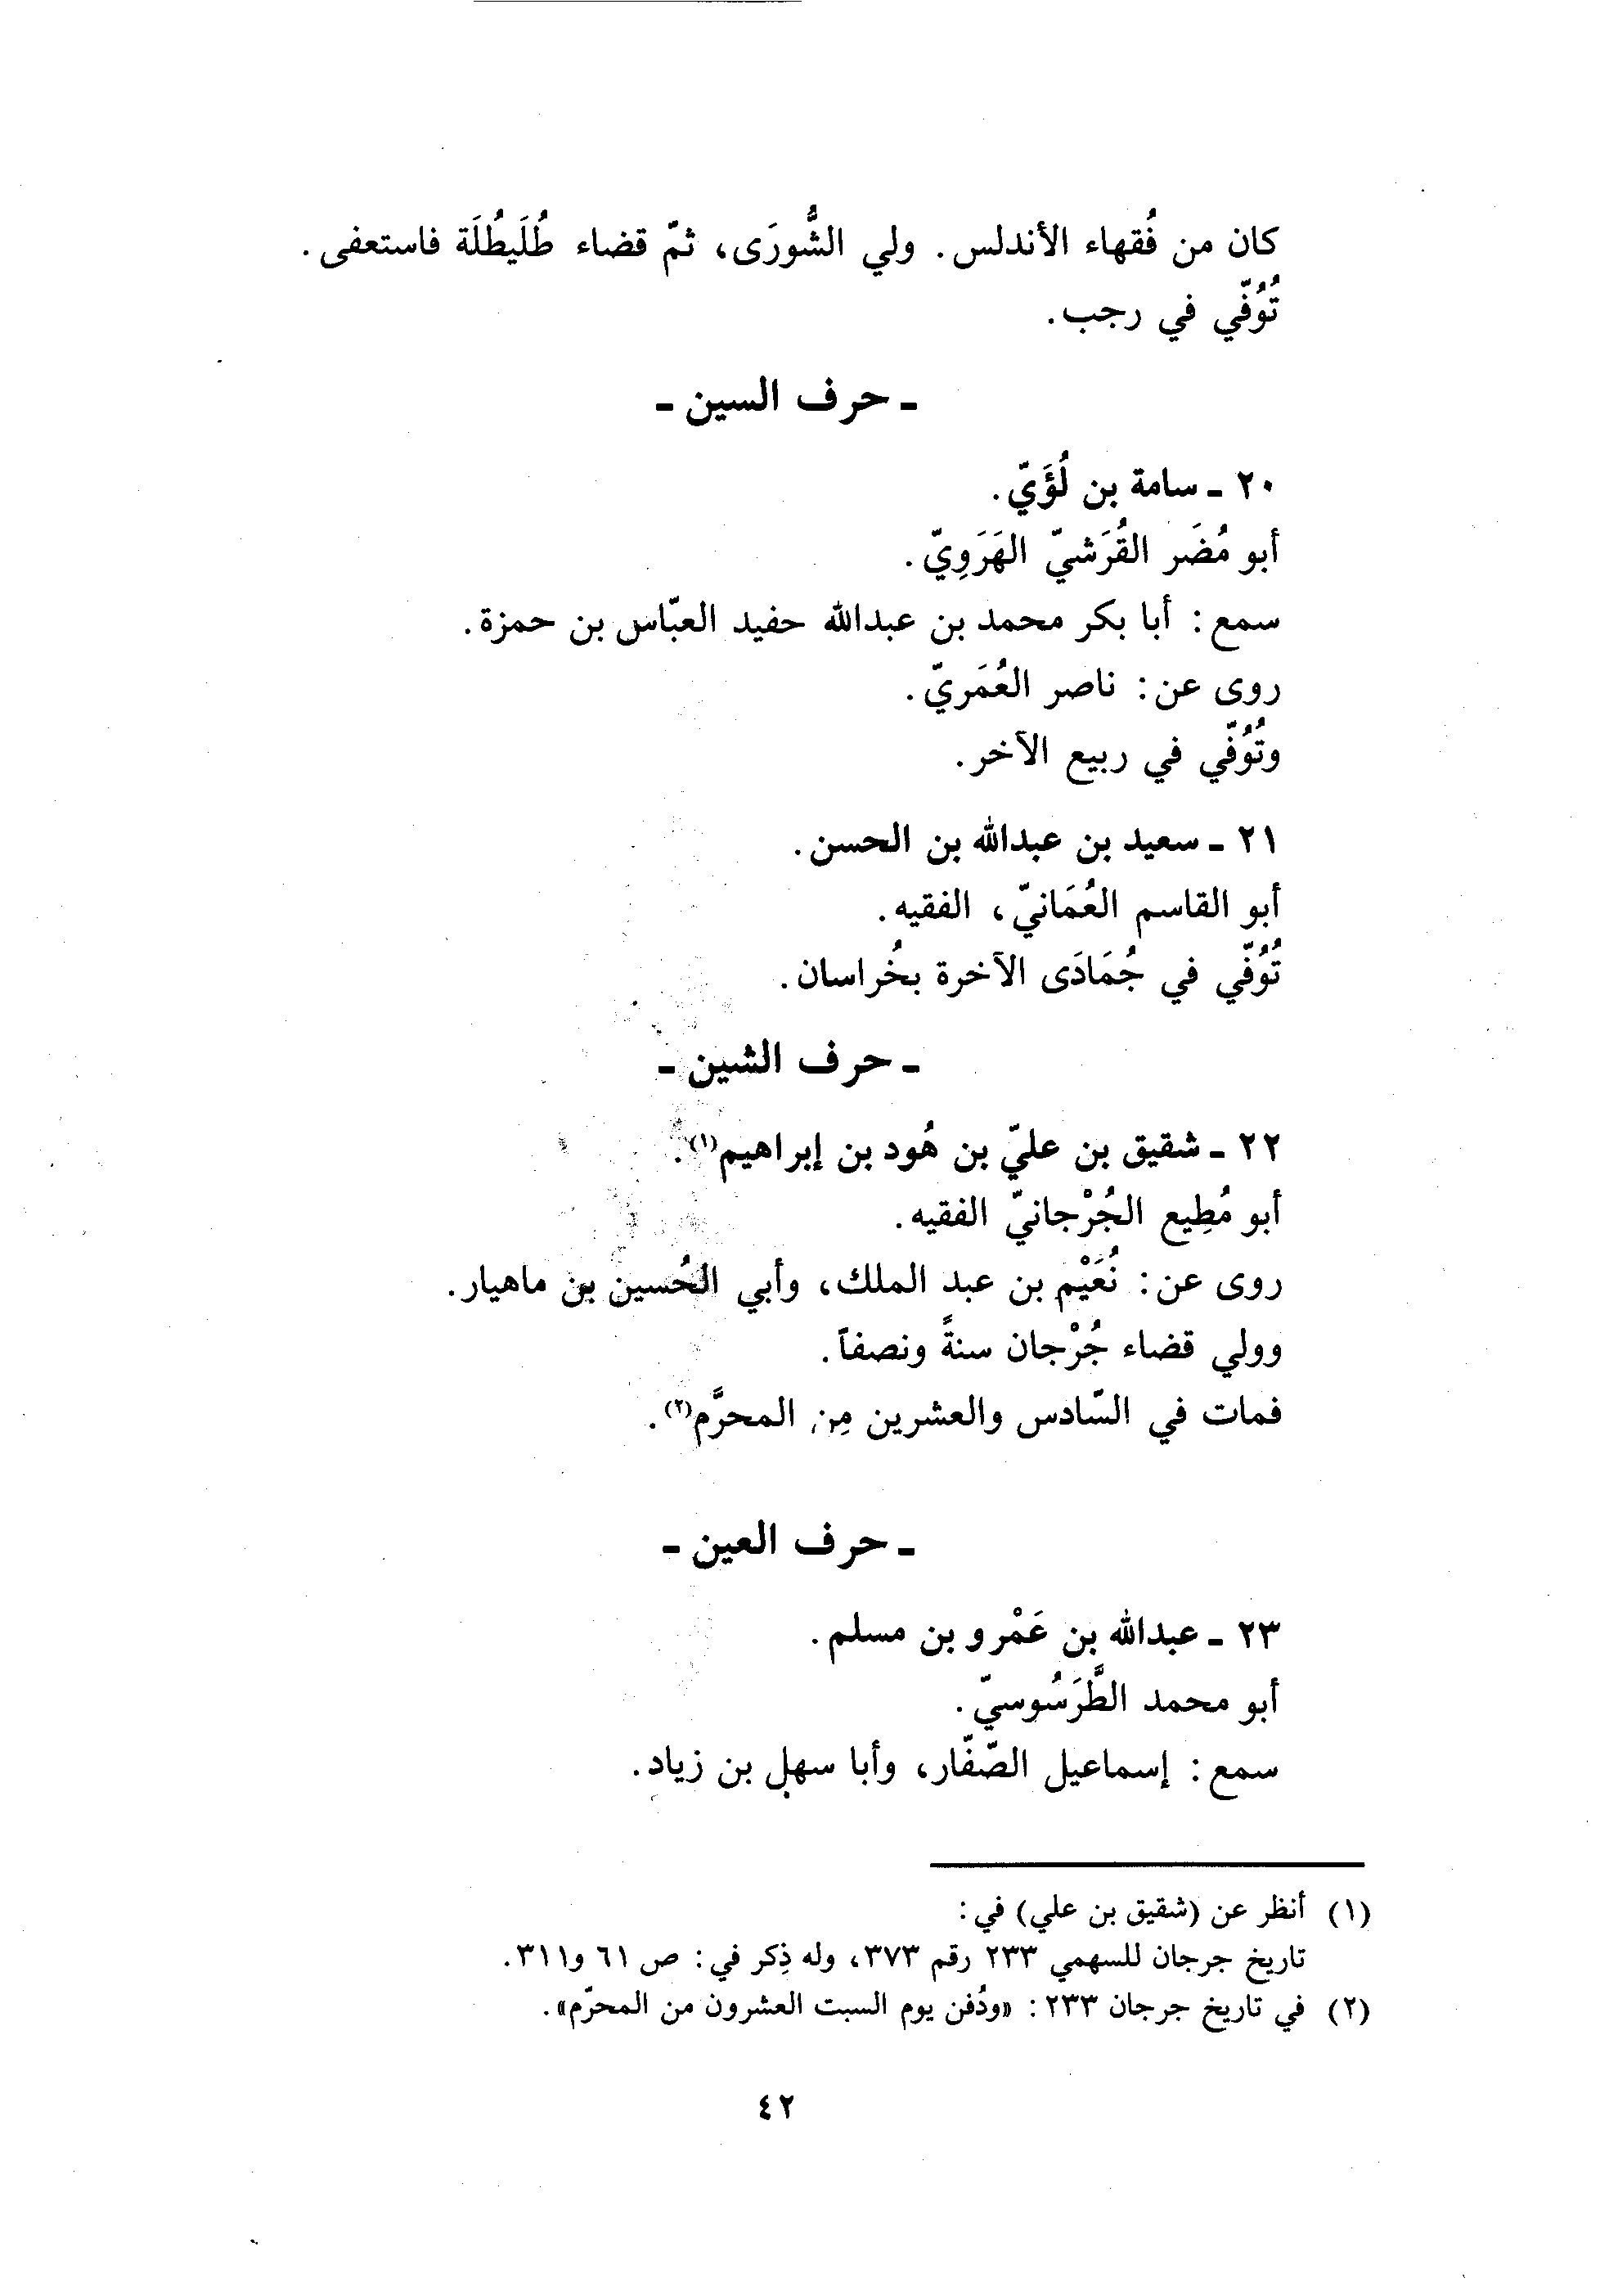 كان من فُقهاء الأندلس. ولي الشُّورَى، ثمّ قضاء طُلَيطُلَة فاستعفى.
تُوُفّي في رجب.
ـ حرف السين ـ
٢٠ ـ سامة بن لُؤَيّ.
أبو مُضَر القُرَشيّ الهَرَوِيّ.
سمع: أبا بكر محمد بن عبدالله حفيد العبّاس بن حمزة.
روى عن: ناصر العُمَريّ.
وتُوُفّي في ربيع الآخر.
٢١ ـ سعيد بن عبدالله بن الحسن.
أبو القاسم العُمَانيّ، الفقيه.
تُوُفّي في جُمَادَى الآخرة بخُراسان.
ـ حرف الشين ـ
٢٢ ـ شقيق بن عليّ بن هُود بن إبراهيم(١).
أبو مُطِيع الجُرْجانيّ الفقيه.
روى عن: نُعَيْم بن عبد الملك، وأبي الحُسين بن ماهيار.
وولي قضاء جُرْجان سنةً ونصفاً.
فمات في السّادس والعشرين مِن المحرَّم(٢).
ـ حرف العين ـ
٢٣ ـ عبدالله بن عَمْرو بن مسلم.
أبو محمد الطَّرَسُوسيّ.
سمع: إسماعيل الصّفّار، وأبا سهل بن زياد.
(١) أنظر عن (شقيق بن علي) في:
تاريخ جرجان للسهمي ٢٣٣ رقم ٣٧٣، وله ذِكر في: ص ٦١ و٣١١.
(٢) في تاريخ جرجان ٢٣٣: «ودُفن يوم السبت العشرون من المحرّم».
٤٢